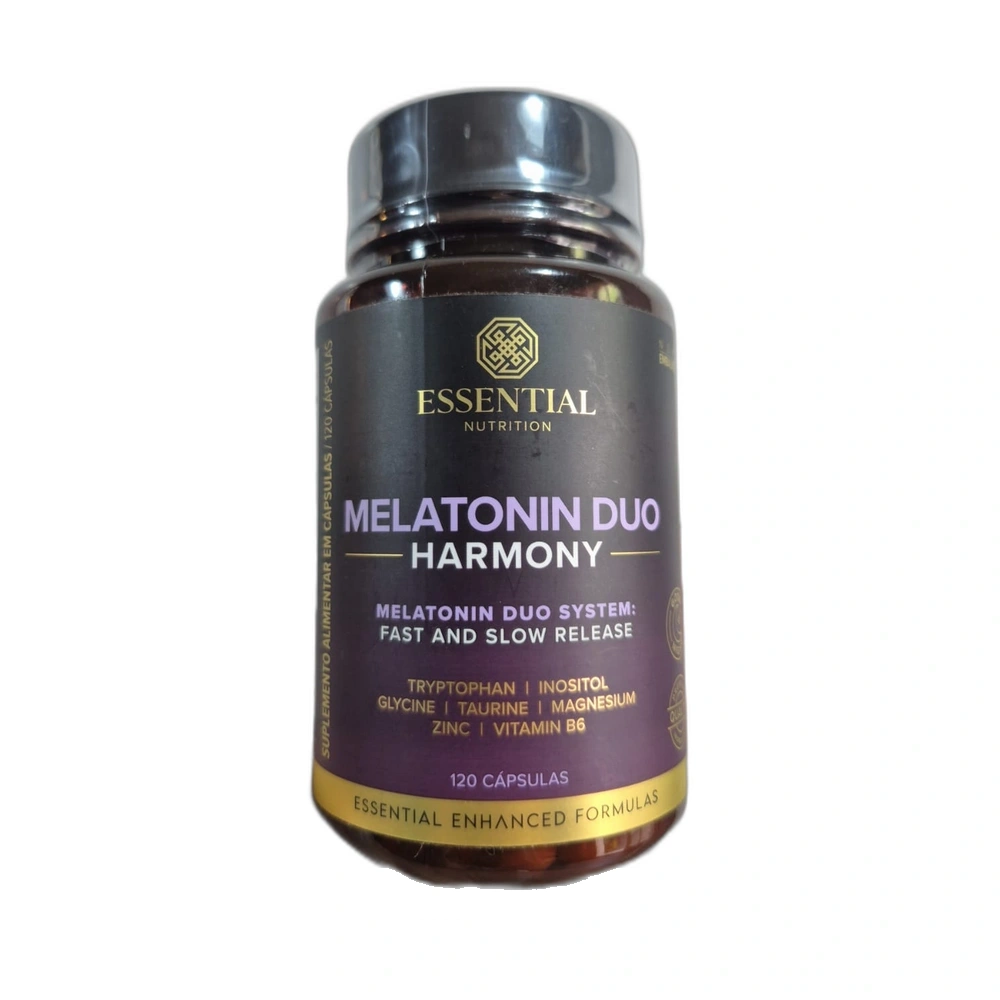 ESSENTIAL
NUTRITION
MELATONIN DUO
HARMONY
MELATONIN DUO SYSTEM:
FAST AND SLOW RELEASE
TRYPTOPHAN | INOSITOL
GLYCINE | TAURINE | MAGNESIUM
ZINC | VITAMIN B6
120 CÁPSULAS
ESSENTIAL ENHANCED FORMULAS
SUPLEMENTO ALIMENTAR EM CÁPSULAS / 120 CÁPSULAS